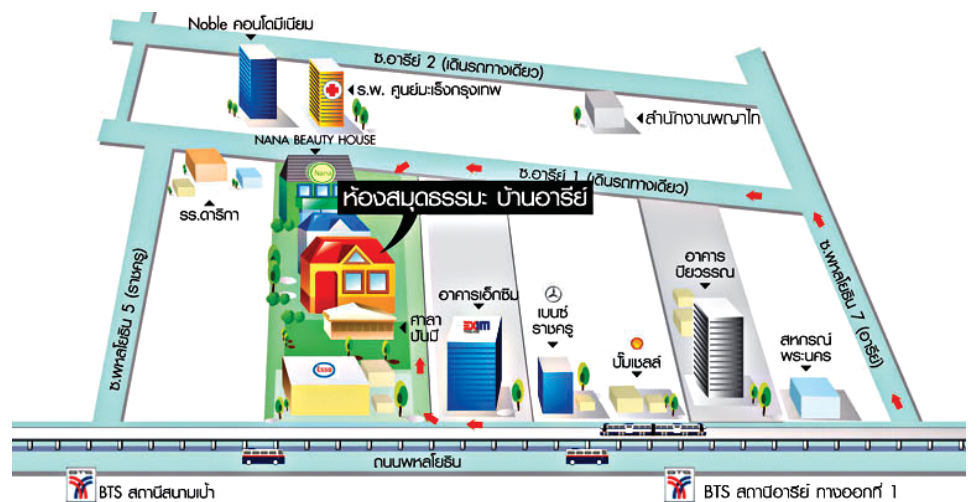 Noble คอนโดมิเนียม
ซ.อารีย์ 2 (เดินรถทางเดียว)
ร.พ. ศูนย์มะเร็งกรุงเทพ
สำนักงานพญาไท
NANA BEAUTY HOUSE
Nana
ซ.อารีย์ 1 (เดินรถทางเดียว)
รร.ดาริกา
ห้องสมุดธรรมะ บ้านอารีย์
ซ.พหลโยธิน 5 (ราชครู)
ซ.พหลโยธิน 7 (อารีย์)
อาคาร
ปิยวรรณ
อาคารเอ็กซิม
EXIM
เบนซ์
ราชครู
ศาลา
ปันมี
ปั๊มเชลล์
สหกรณ์
พระนคร
Esso
ถนนพหลโยธิน
BTS
BTS สถานีสนามเป้า
BTS
BTS สถานีอารีย์ ทางออกที่ 1